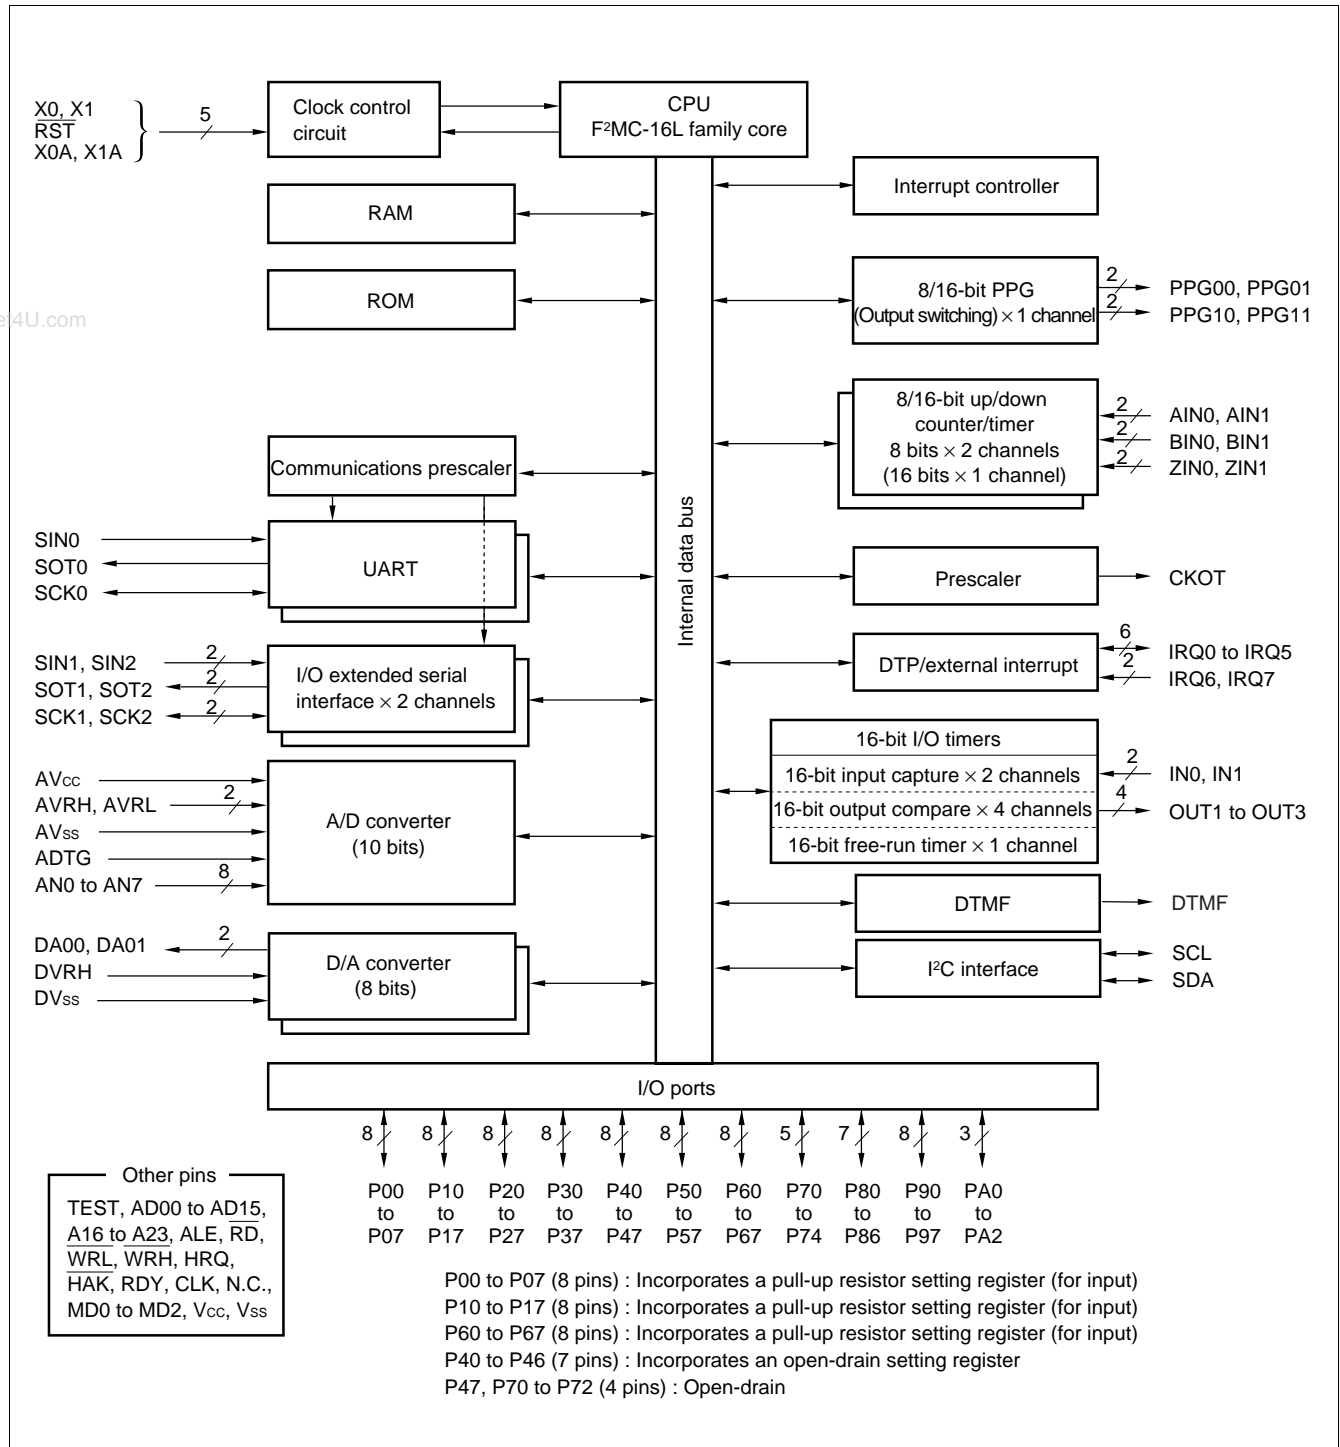 X0, X1
RST
X0A, X1A
5
Clock control
circuit
CPU
F²MC-16L family core
Interrupt controller
RAM
ROM
et4U.com
8/16-bit PPG
(Output switching) × 1 channel
2
PPG00, PPG01
2
PPG10, PPG11
8/16-bit up/down
counter/timer
8 bits × 2 channels
(16 bits × 1 channel)
2
AIN0, AIN1
2
BIN0, BIN1
2
ZIN0, ZIN1
Communications prescaler
Internal data bus
SIN0
SOT0
SCK0
UART
Prescaler
CKOT
SIN1, SIN2
2
SOT1, SOT2
2
SCK1, SCK2
2
I/O extended serial
interface × 2 channels
DTP/external interrupt
6
IRQ0 to IRQ5
2
IRQ6, IRQ7
16-bit I/O timers
16-bit input capture × 2 channels
16-bit output compare × 4 channels
16-bit free-run timer × 1 channel
2
IN0, IN1
4
OUT1 to OUT3
AVCC
AVRH, AVRL
2
AVSS
ADTG
AN0 to AN7
8
A/D converter
(10 bits)
DTMF
DTMF
DA00, DA01
2
DVRH
DVSS
D/A converter
(8 bits)
I²C interface
SCL
SDA
I/O ports
8 8 8 8 8 8 8 5 7 8 3
P00 P10 P20 P30 P40 P50 P60 P70 P80 P90 PA0
to to to to to to to to to to to
P07 P17 P27 P37 P47 P57 P67 P74 P86 P97 PA2
Other pins
TEST, AD00 to AD15,
A16 to A23, ALE, RD,
WRL, WRH, HRQ,
HAK, RDY, CLK, N.C.,
MD0 to MD2, VCC, VSS
P00 to P07 (8 pins) : Incorporates a pull-up resistor setting register (for input)
P10 to P17 (8 pins) : Incorporates a pull-up resistor setting register (for input)
P60 to P67 (8 pins) : Incorporates a pull-up resistor setting register (for input)
P40 to P46 (7 pins) : Incorporates an open-drain setting register
P47, P70 to P72 (4 pins) : Open-drain